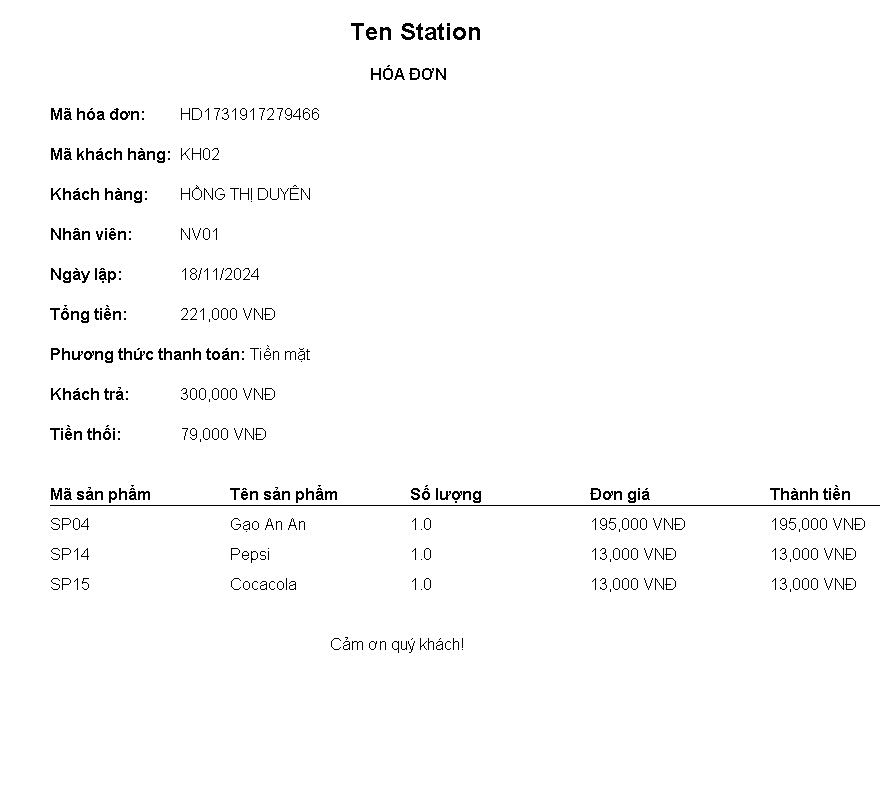 Ten Station
HÓA ĐƠN
Mã hóa đơn: HD1731917279466
Mã khách hàng: KH02
Khách hàng: HỒNG THỊ DUYÊN
Nhân viên: NV01
Ngày lập: 18/11/2024
Tổng tiền: 221,000 VNĐ
Phương thức thanh toán: Tiền mặt
Khách trả: 300,000 VNĐ
Tiền thối: 79,000 VNĐ
Mã sản phẩm Tên sản phẩm Số lượng Đơn giá Thành tiền
SP04 Gạo An An 1.0 195,000 VNĐ 195,000 VNĐ
SP14 Pepsi 1.0 13,000 VNĐ 13,000 VNĐ
SP15 Cocacola 1.0 13,000 VNĐ 13,000 VNĐ
Cảm ơn quý khách!